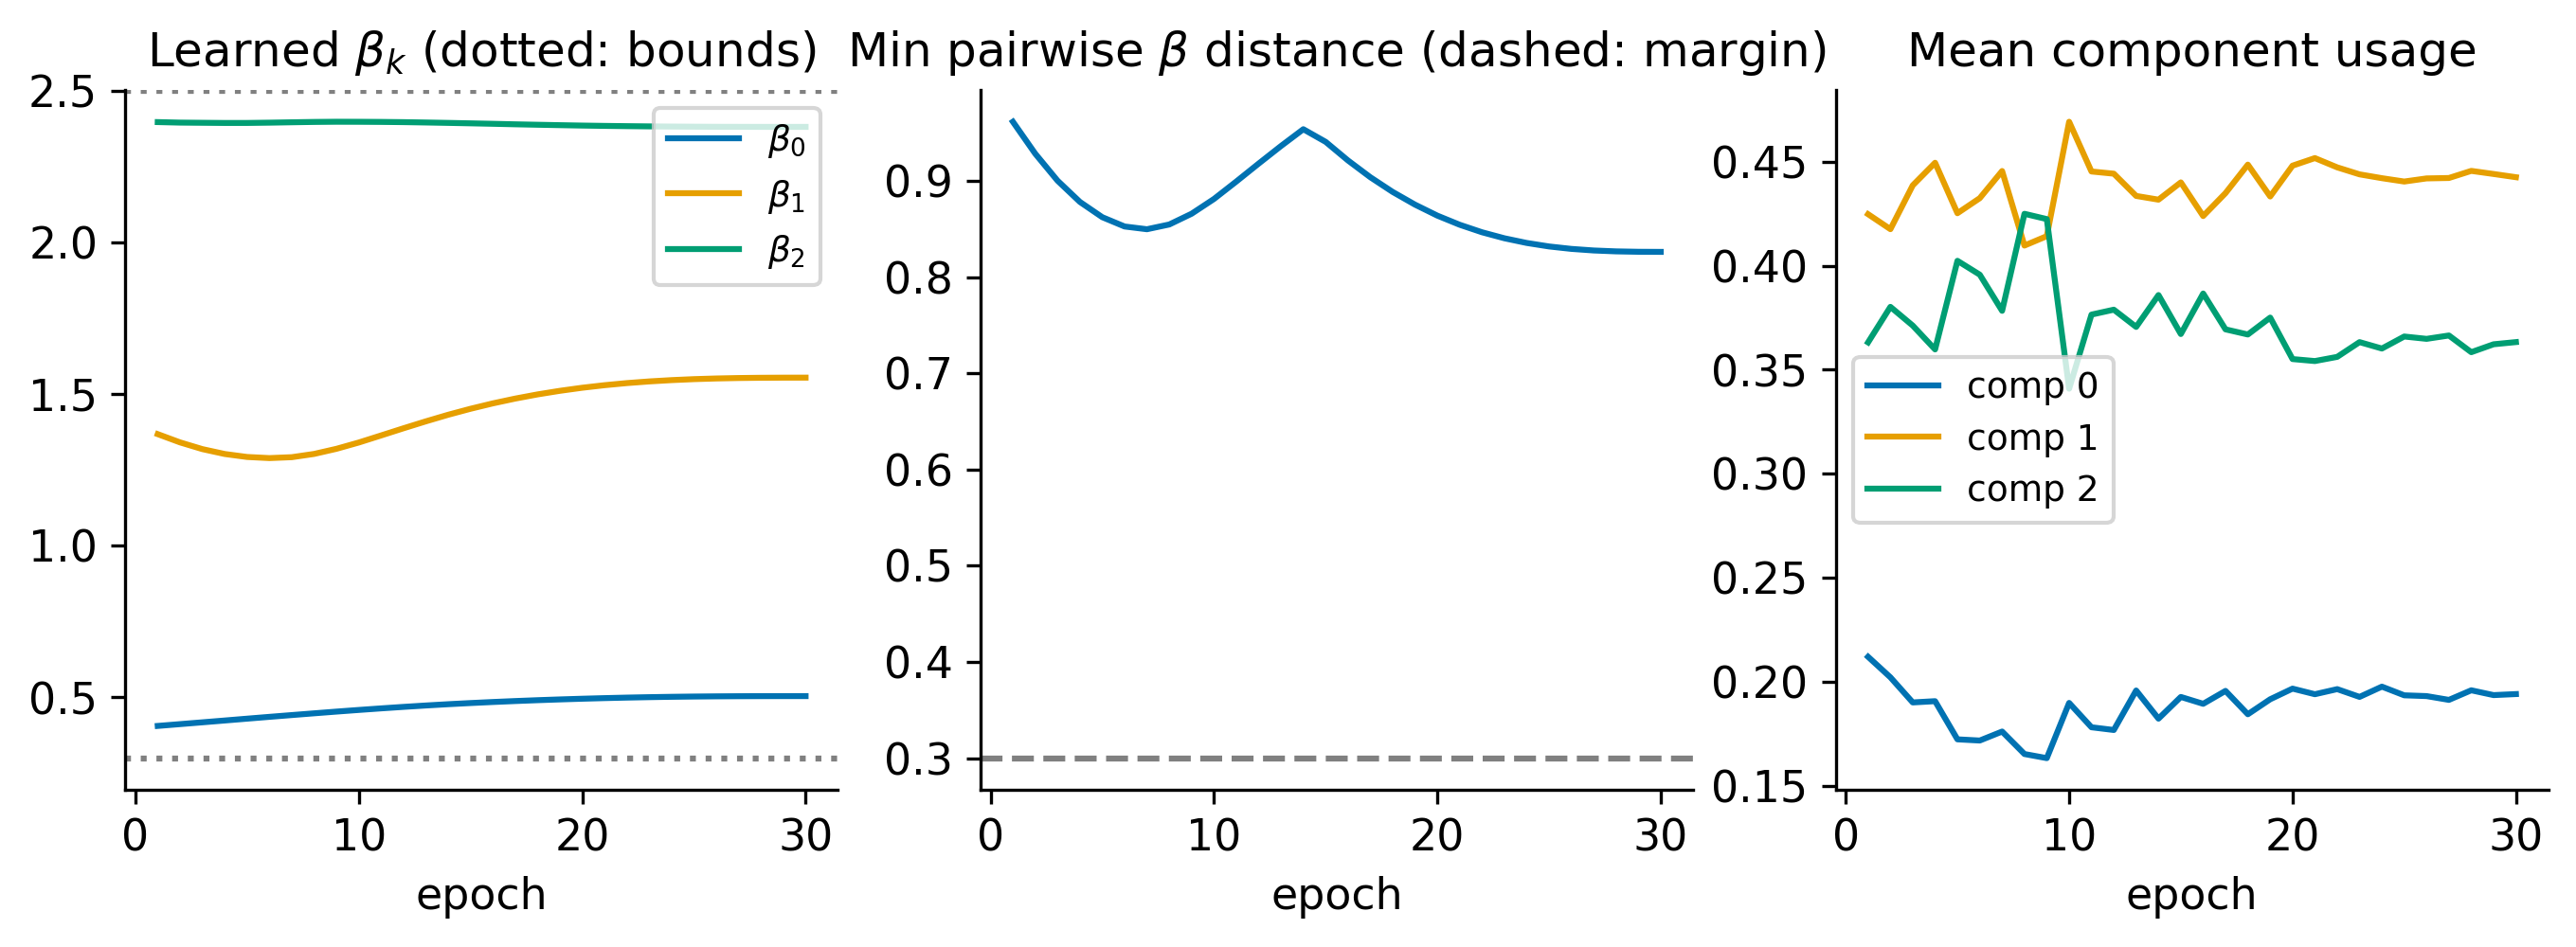 Learned βₖ (dotted: bounds)
2.5
2.0
1.5
1.0
0.5
0 10 20 30
epoch
β₀
β₁
β₂
Min pairwise β distance (dashed: margin)
0.9
0.8
0.7
0.6
0.5
0.4
0.3
0 10 20 30
epoch
Mean component usage
0.45
0.40
0.35
0.30
0.25
0.20
0.15
0 10 20 30
epoch
comp 0
comp 1
comp 2